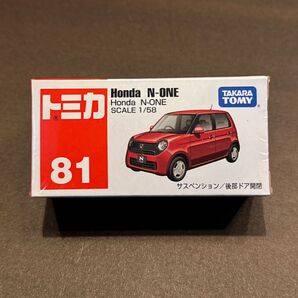 トミカ
81
Honda N-ONE
Honda N-ONE
SCALE 1/58
TAKARA
TOMY
サスペンション/後部ドア開閉